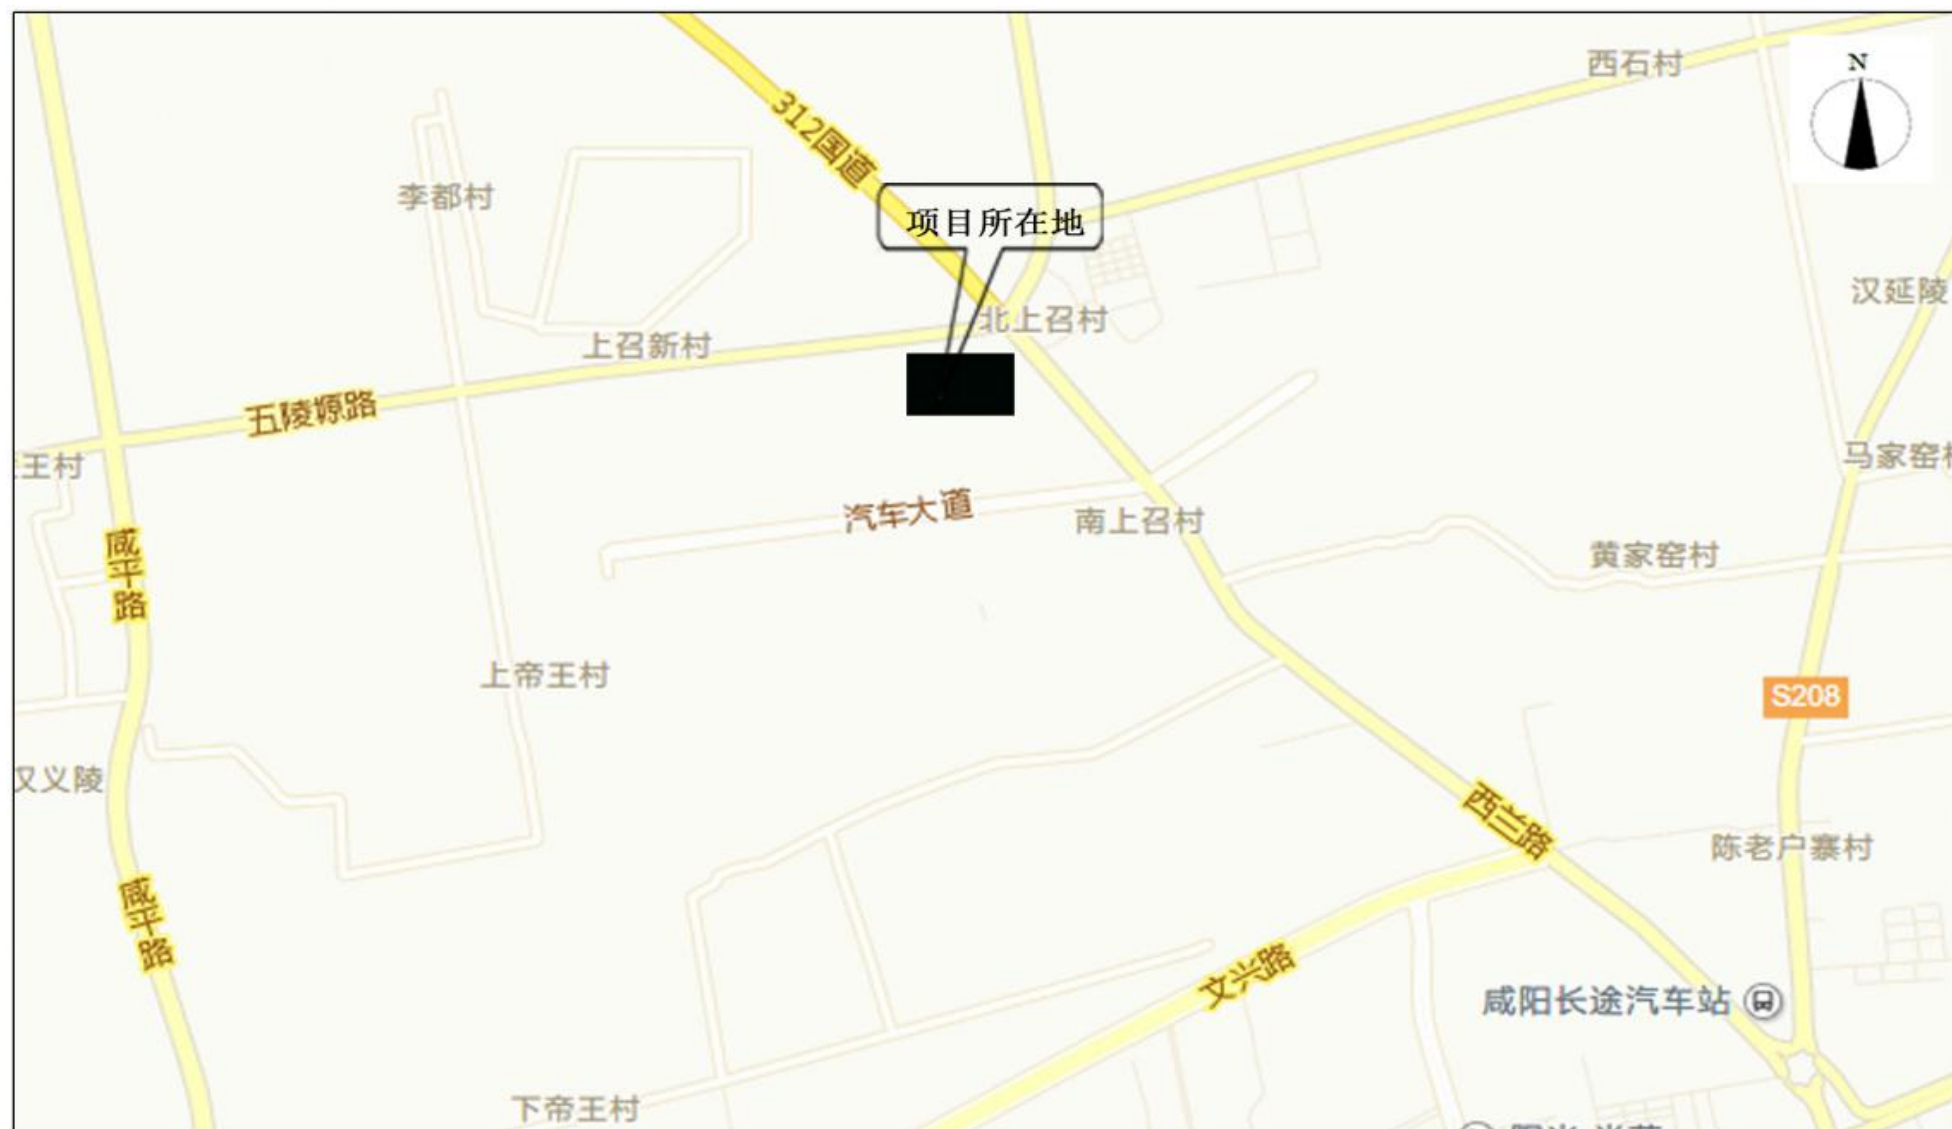 N
西石村
312国道
李都村
项目所在地
汉延陵
北上召村
上召新村
五陵塬路
王村
马家窑
汽车大道
南上召村
黄家窑村
咸平路
上帝王村
S208
义陵
西兰路
陈老户寨村
咸平路
文兴路
咸阳长途汽车站
下帝王村